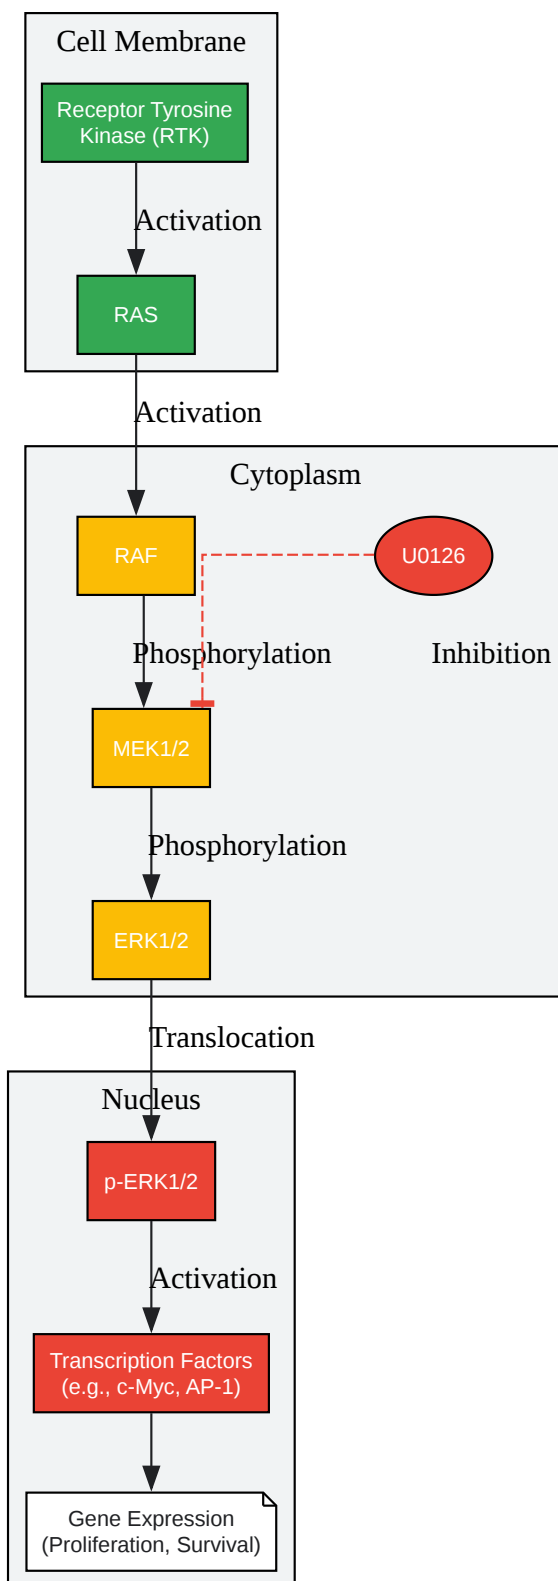 Cell Membrane
Receptor Tyrosine
Kinase (RTK)
Activation
RAS
Activation
Cytoplasm
RAF
U0126
Phosphorylation
Inhibition
MEK1/2
Phosphorylation
ERK1/2
Translocation
Nucleus
p-ERK1/2
Activation
Transcription Factors
(e.g., c-Myc, AP-1)
Gene Expression
(Proliferation, Survival)